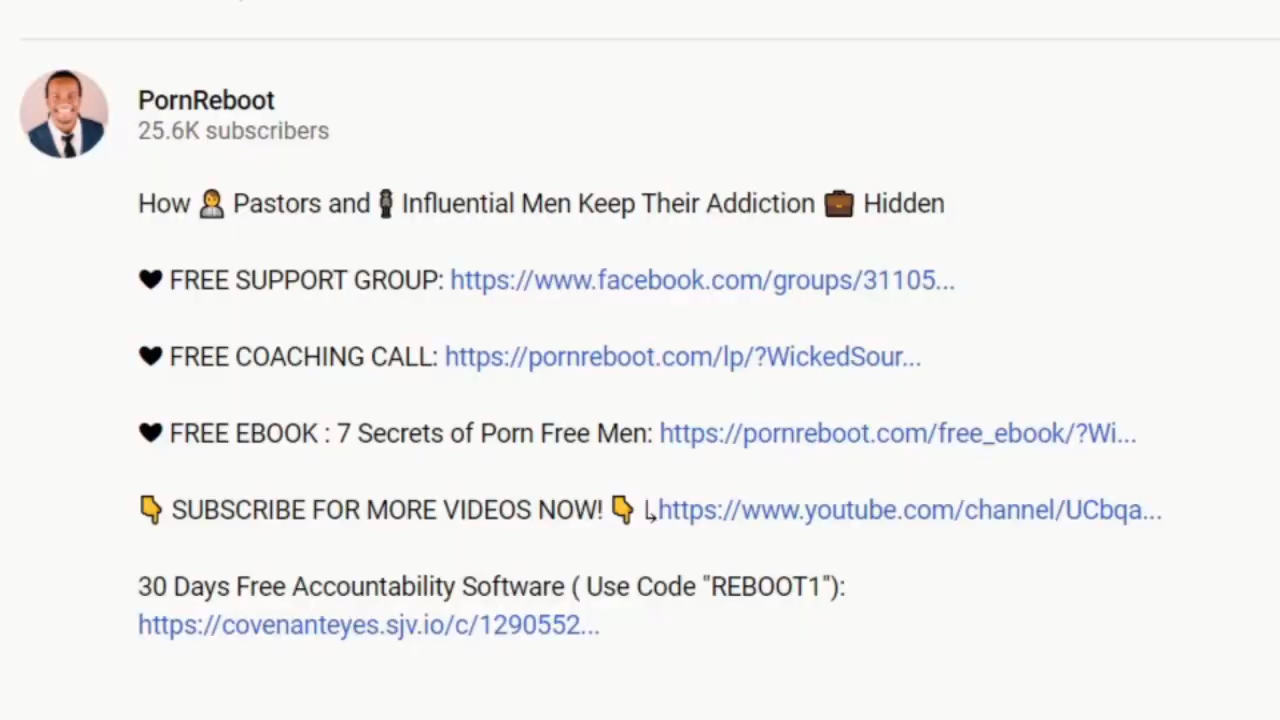 PornReboot
25.6K subscribers
How 👨‍💼 Pastors and 🕴 Influential Men Keep Their Addiction 💼 Hidden
🖤 FREE SUPPORT GROUP: https://www.facebook.com/groups/31105...
🖤 FREE COACHING CALL: https://pornreboot.com/lp/?WickedSour...
🖤 FREE EBOOK : 7 Secrets of Porn Free Men: https://pornreboot.com/free_ebook/?Wi...
👇 SUBSCRIBE FOR MORE VIDEOS NOW! 👇 ↳https://www.youtube.com/channel/UCbqa...
30 Days Free Accountability Software ( Use Code "REBOOT1"):
https://covenanteyes.sjv.io/c/1290552...